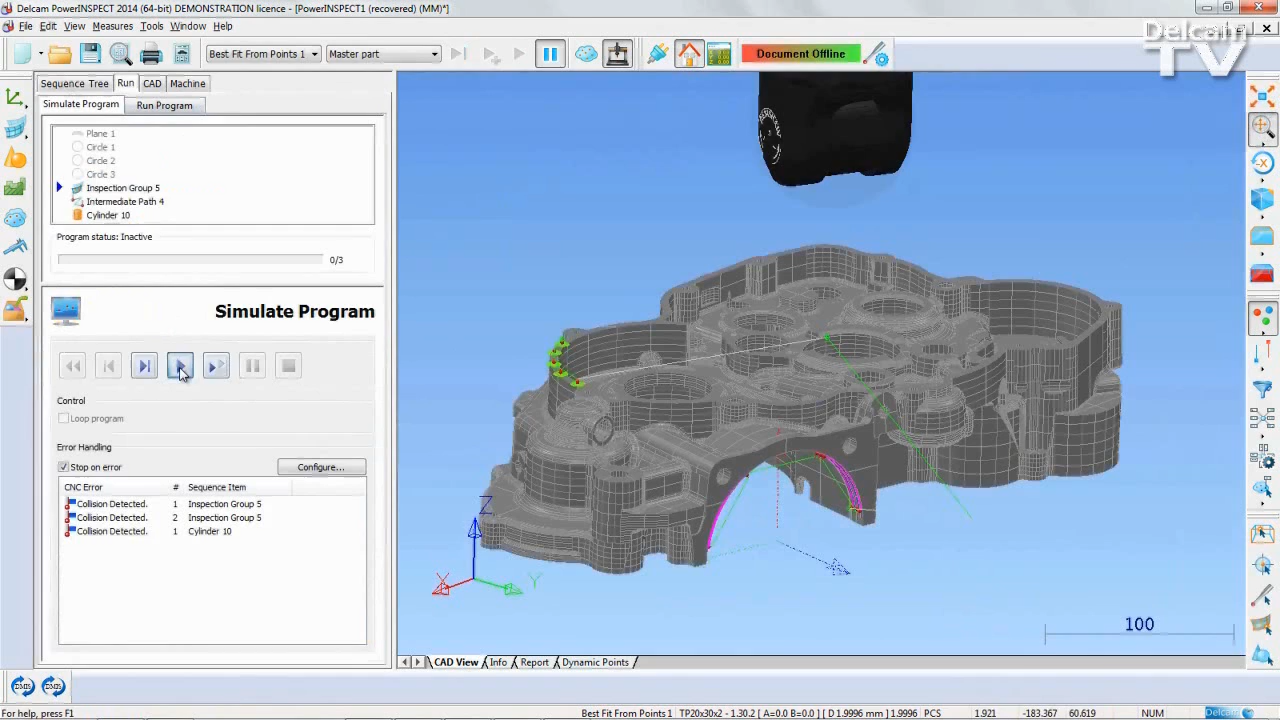 Delcam PowerINSPECT 2014 (64-bit) DEMONSTRATION licence - [PowerINSPECT1 (recovered) (MM)*]
File Edit View Measures Tools Window Help
Delcam
TV
Best Fit From Points 1
Master part
Document Offline
Sequence Tree Run CAD Machine
Simulate Program Run Program
Plane 1
Circle 1
Circle 2
Circle 3
Inspection Group 5
Intermediate Path 4
Cylinder 10
Program status: Inactive
0/3
Simulate Program
Control
Loop program
Error Handling
Stop on error
Configure...
CNC Error # Sequence Item
Collision Detected. 1 Inspection Group 5
Collision Detected. 2 Inspection Group 5
Collision Detected. 1 Cylinder 10
Z
X
Y
100
CAD View Info Report Dynamic Points
DMIS DMIS
For help, press F1
Best Fit From Points 1 TP20x30x2 - 1.30.2 [ A=0.0 B=0.0 ] [ D 1.9996 mm ] 1.9996 PCS 1.921 -183.367 60.619 NUM Delcam